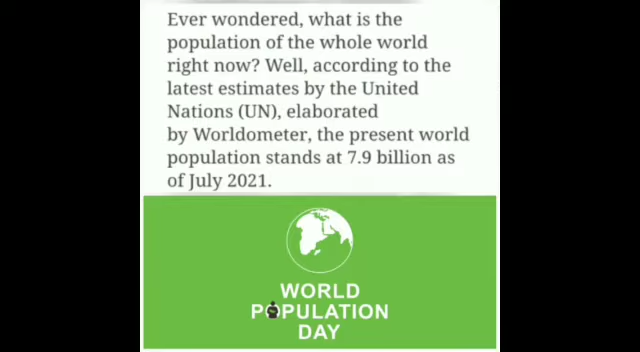 Ever wondered, what is the
population of the whole world
right now? Well, according to the
latest estimates by the United
Nations (UN), elaborated
by Worldometer, the present world
population stands at 7.9 billion as
of July 2021.
WORLD
POPULATION
DAY